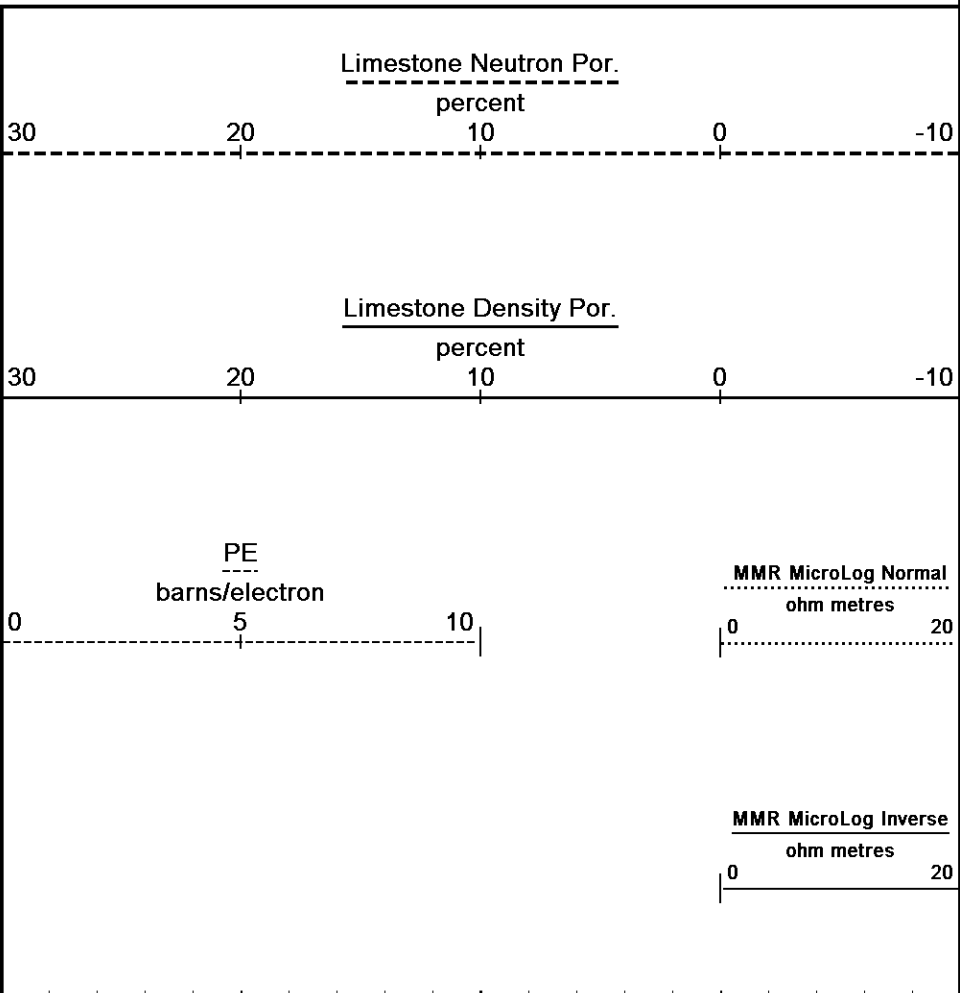 Limestone Neutron Por.
percent
30 20 10 0 -10
Limestone Density Por.
percent
30 20 10 0 -10
PE
barns/electron
0 5 10
MMR MicroLog Normal
ohm metres
0 20
MMR MicroLog Inverse
ohm metres
0 20